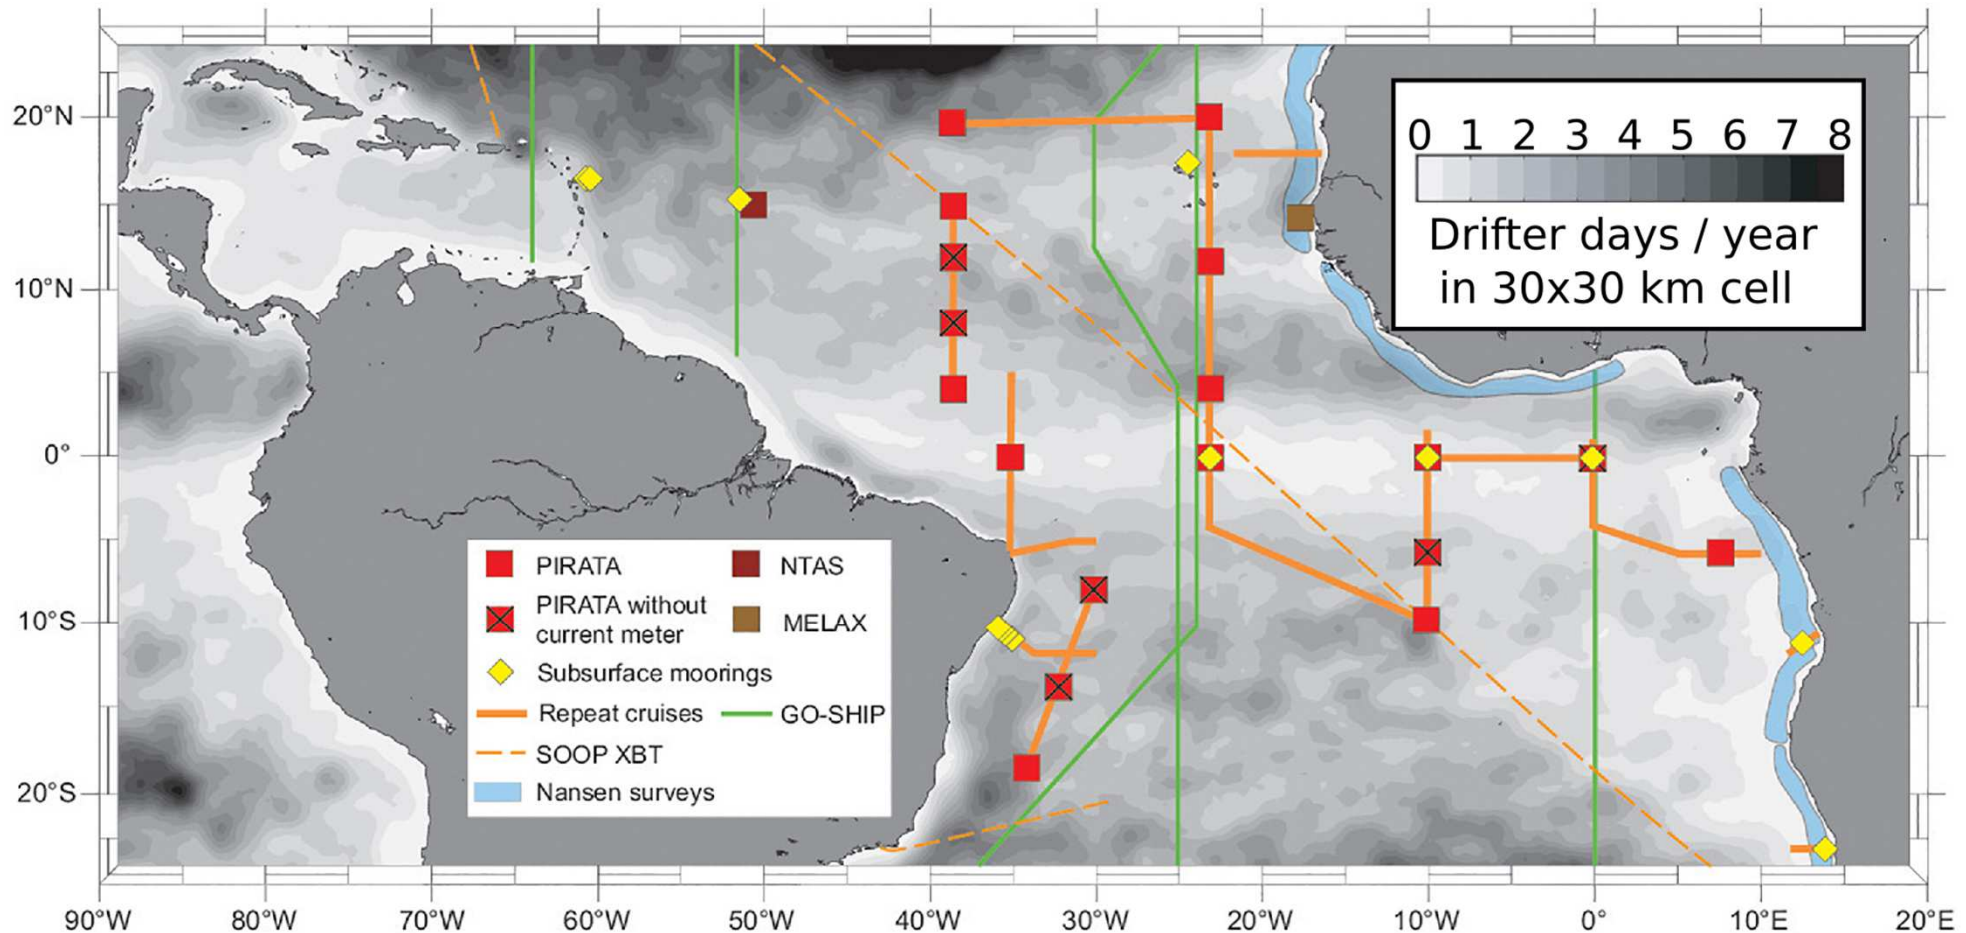 20°N
10°N
0°
10°S
20°S
0 1 2 3 4 5 6 7 8
Drifter days / year
in 30x30 km cell
PIRATA
NTAS
PIRATA without
current meter
MELAX
Subsurface moorings
Repeat cruises
GO-SHIP
SOOP XBT
Nansen surveys
90°W 80°W 70°W 60°W 50°W 40°W 30°W 20°W 10°W 0° 10°E 20°E